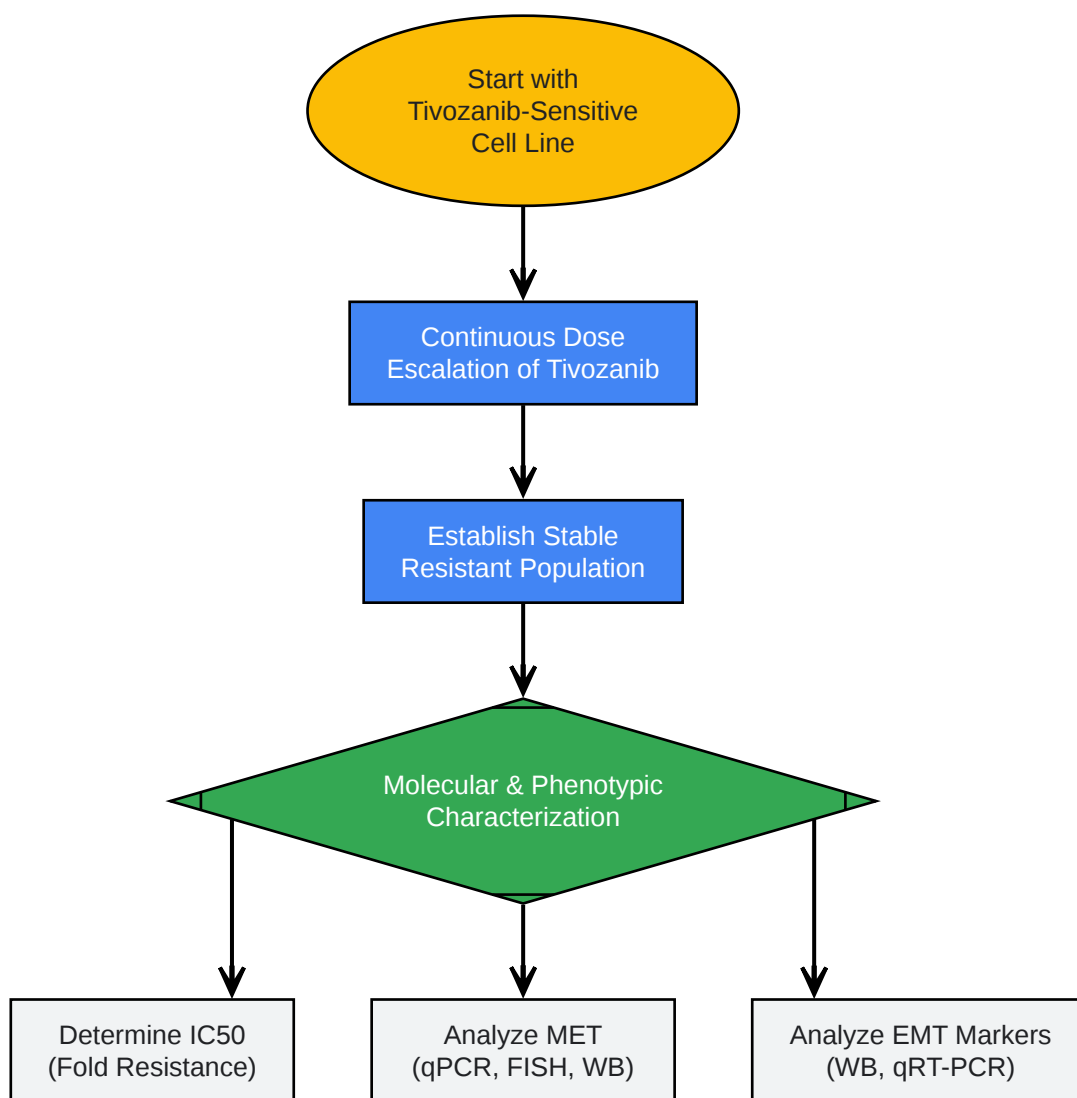 Start with
Tivozanib-Sensitive
Cell Line
Continuous Dose
Escalation of Tivozanib
Establish Stable
Resistant Population
Molecular & Phenotypic
Characterization
Determine IC50
(Fold Resistance)
Analyze MET
(qPCR, FISH, WB)
Analyze EMT Markers
(WB, qRT-PCR)